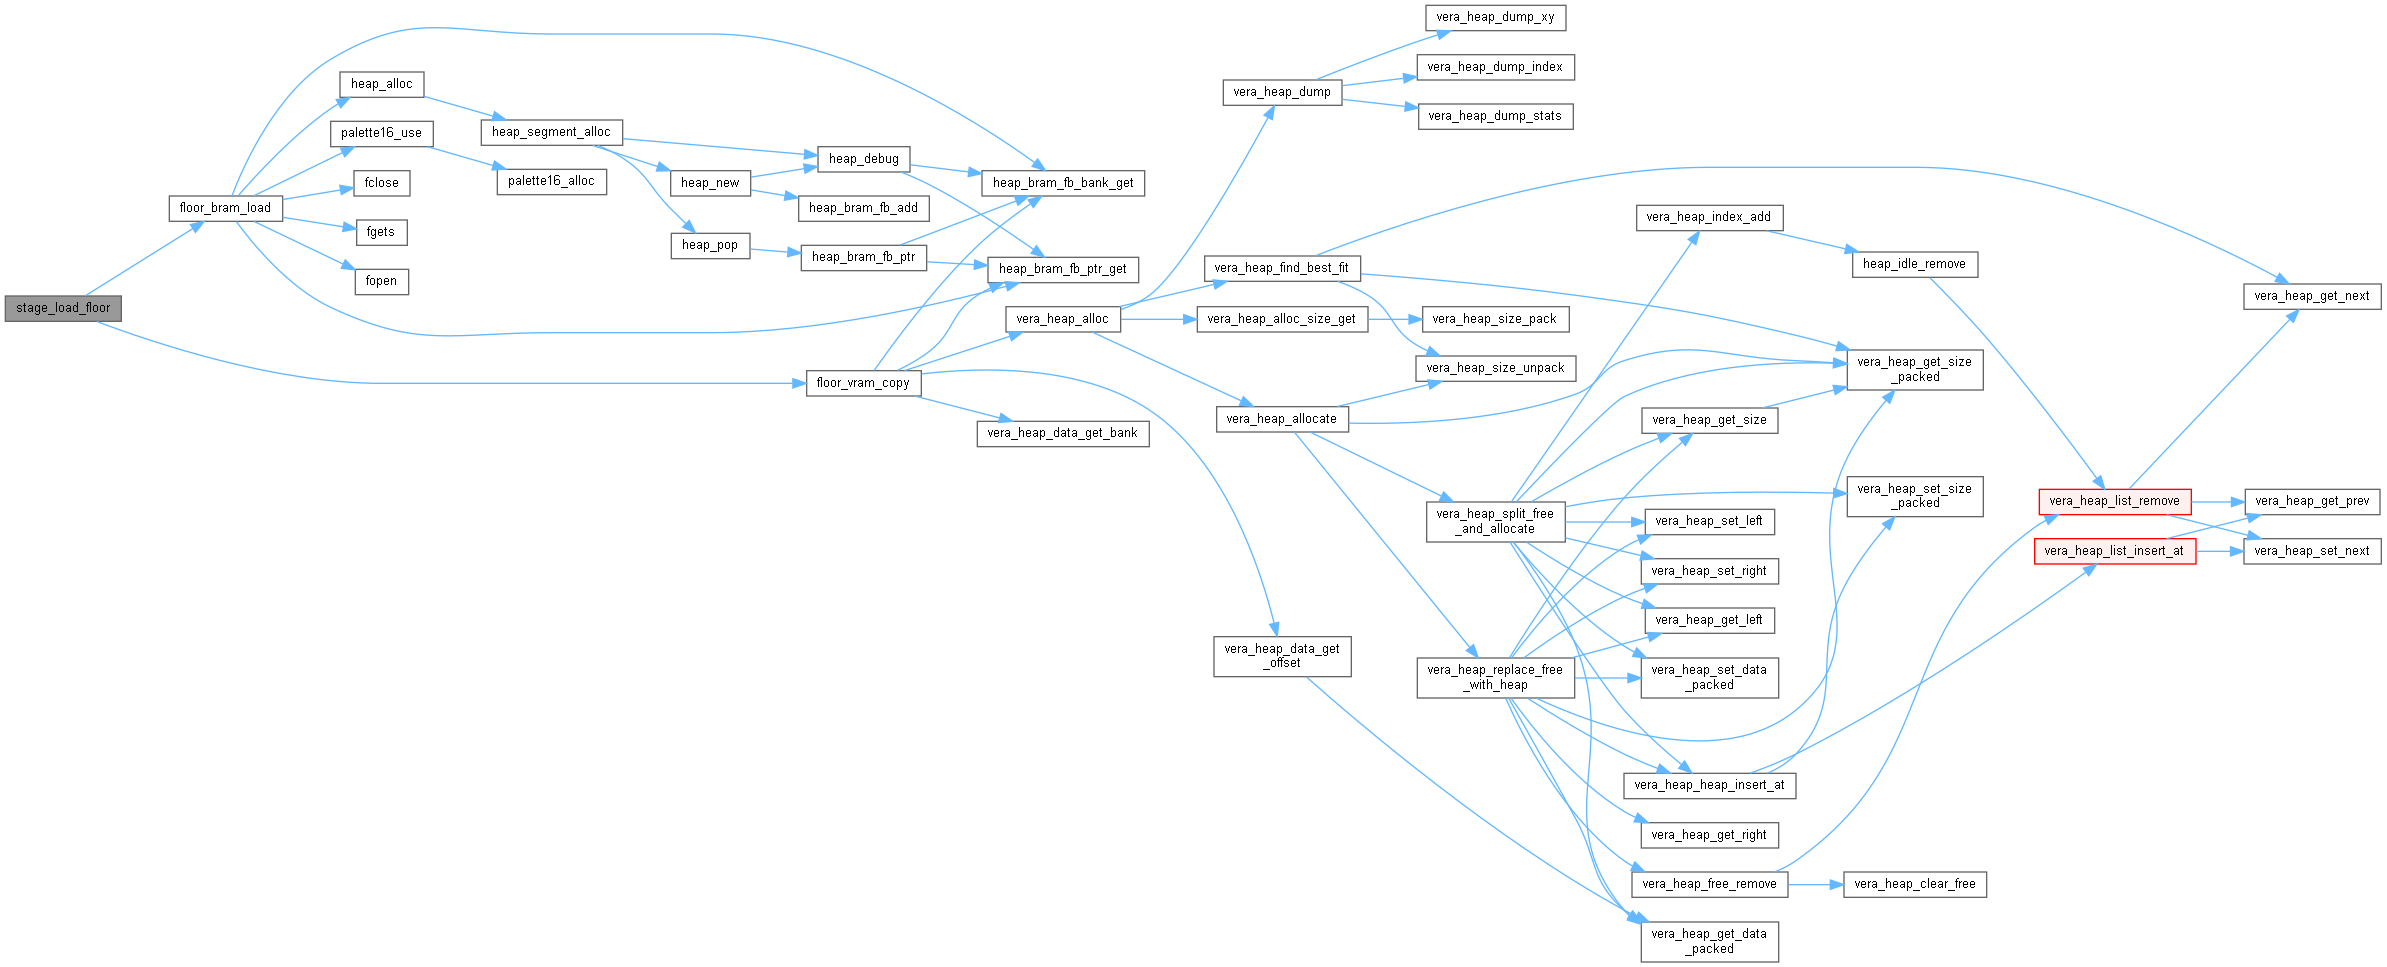 stage_load_floor
floor_bram_load
heap_alloc
palette16_use
fclose
fgets
fopen
heap_segment_alloc
palette16_alloc
heap_new
heap_pop
heap_debug
heap_bram_fb_add
heap_bram_fb_ptr
floor_vram_copy
heap_bram_fb_bank_get
heap_bram_fb_ptr_get
vera_heap_alloc
vera_heap_data_get_bank
vera_heap_dump
vera_heap_find_best_fit
vera_heap_alloc_size_get
vera_heap_allocate
vera_heap_data_get
_offset
vera_heap_dump_xy
vera_heap_dump_index
vera_heap_dump_stats
vera_heap_size_pack
vera_heap_size_unpack
vera_heap_split_free
_and_allocate
vera_heap_replace_free
_with_heap
vera_heap_index_add
vera_heap_get_size
vera_heap_set_left
vera_heap_set_right
vera_heap_get_left
vera_heap_set_data
_packed
vera_heap_heap_insert_at
vera_heap_get_right
vera_heap_free_remove
vera_heap_get_data
_packed
heap_idle_remove
vera_heap_get_size
_packed
vera_heap_set_size
_packed
vera_heap_clear_free
vera_heap_list_remove
vera_heap_list_insert_at
vera_heap_get_next
vera_heap_get_prev
vera_heap_set_next